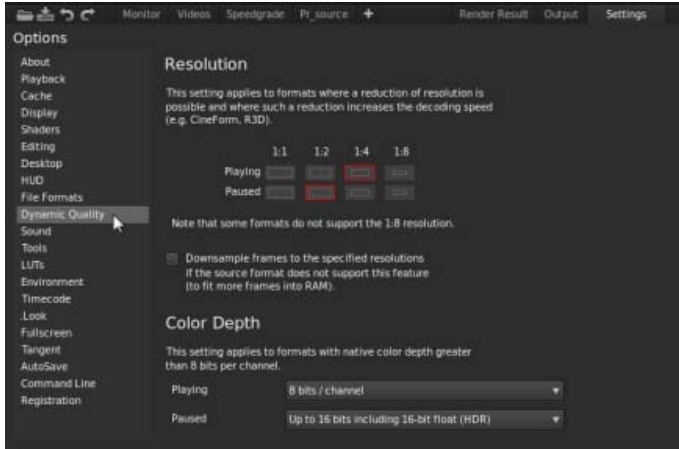 Monitor Videos Speedgrade Pr_source + Render Result Output Settings
Options
About
Playback
Cache
Display
Shaders
Editing
Desktop
HUD
File Formats
Dynamic Quality
Sound
Tools
LUTs
Environment
Timecode
.Look
Fullscreen
Tangent
AutoSave
Command Line
Registration
Resolution
This setting applies to formats where a reduction of resolution is
possible and where such a reduction increases the decoding speed
(e.g. CineForm, R3D).
1:1 1:2 1:4 1:8
Playing
Paused
Note that some formats do not support the 1:8 resolution.
Downsample frames to the specified resolutions
if the source format does not support this feature
(to fit more frames into RAM).
Color Depth
This setting applies to formats with native color depth greater
than 8 bits per channel.
Playing 8 bits / channel
Paused Up to 16 bits including 16-bit float (HDR)